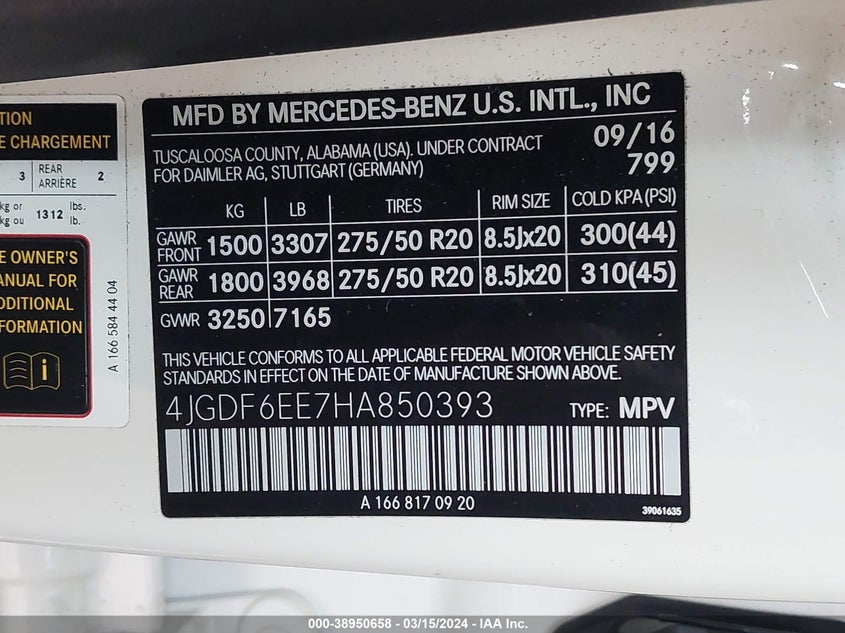 TION
E CHARGEMENT
3 REAR ARRIÈRE 2
kg or
kg ou 1312 lbs.
lb.
E OWNER'S
ANUAL FOR
DDITIONAL
FORMATION
i
A 166 584 44 04
MFD BY MERCEDES-BENZ U.S. INTL., INC
TUSCALOOSA COUNTY, ALABAMA (USA). UNDER CONTRACT
FOR DAIMLER AG, STUTTGART (GERMANY)
09/16
799
KG LB TIRES RIM SIZE COLD KPA (PSI)
GAWR FRONT 1500 3307 275/50 R20 8.5Jx20 300(44)
GAWR REAR 1800 3968 275/50 R20 8.5Jx20 310(45)
GVWR 3250 7165
THIS VEHICLE CONFORMS TO ALL APPLICABLE FEDERAL MOTOR VEHICLE SAFETY
STANDARDS IN EFFECT ON THE DATE OF MANUFACTURE SHOWN ABOVE.
4JGDF6EE7HA850393 TYPE: MPV
A 166 817 09 20
39061635
000-38950658 - 03/15/2024 - IAA Inc.